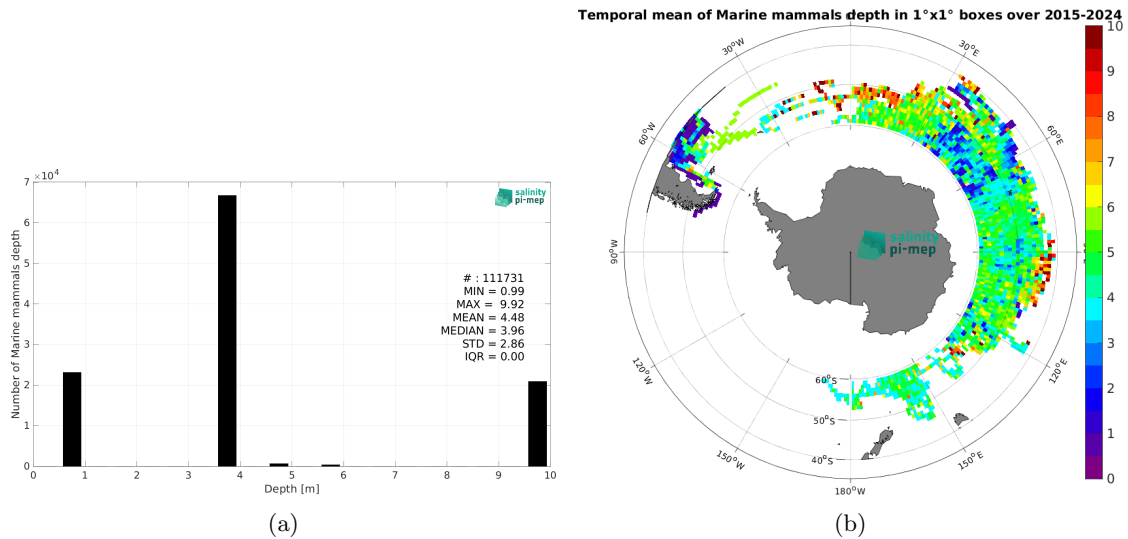 Temporal mean of Marine mammals depth in 1°x1° boxes over 2015-2024
x 10⁴
7
6
5
4
3
2
1
0
Number of Marine mammals depth
salinity
pi-mep
# : 111731
MIN = 0.99
MAX = 9.92
MEAN = 4.48
MEDIAN = 3.96
STD = 2.86
IQR = 0.00
0 1 2 3 4 5 6 7 8 9 10
Depth [m]
(a)
30°W
30°E
60°W
60°E
90°W
120°W
120°E
150°W
150°E
180°W
60°S
50°S
40°S
salinity
pi-mep
10
9
8
7
6
5
4
3
2
1
0
(b)